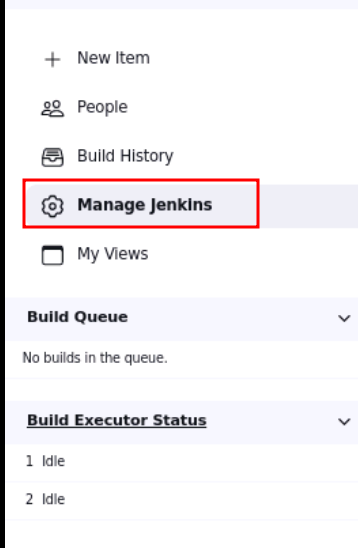 New Item
People
Build History
Manage Jenkins
My Views
Build Queue
No builds in the queue.
Build Executor Status
1 Idle
2 Idle